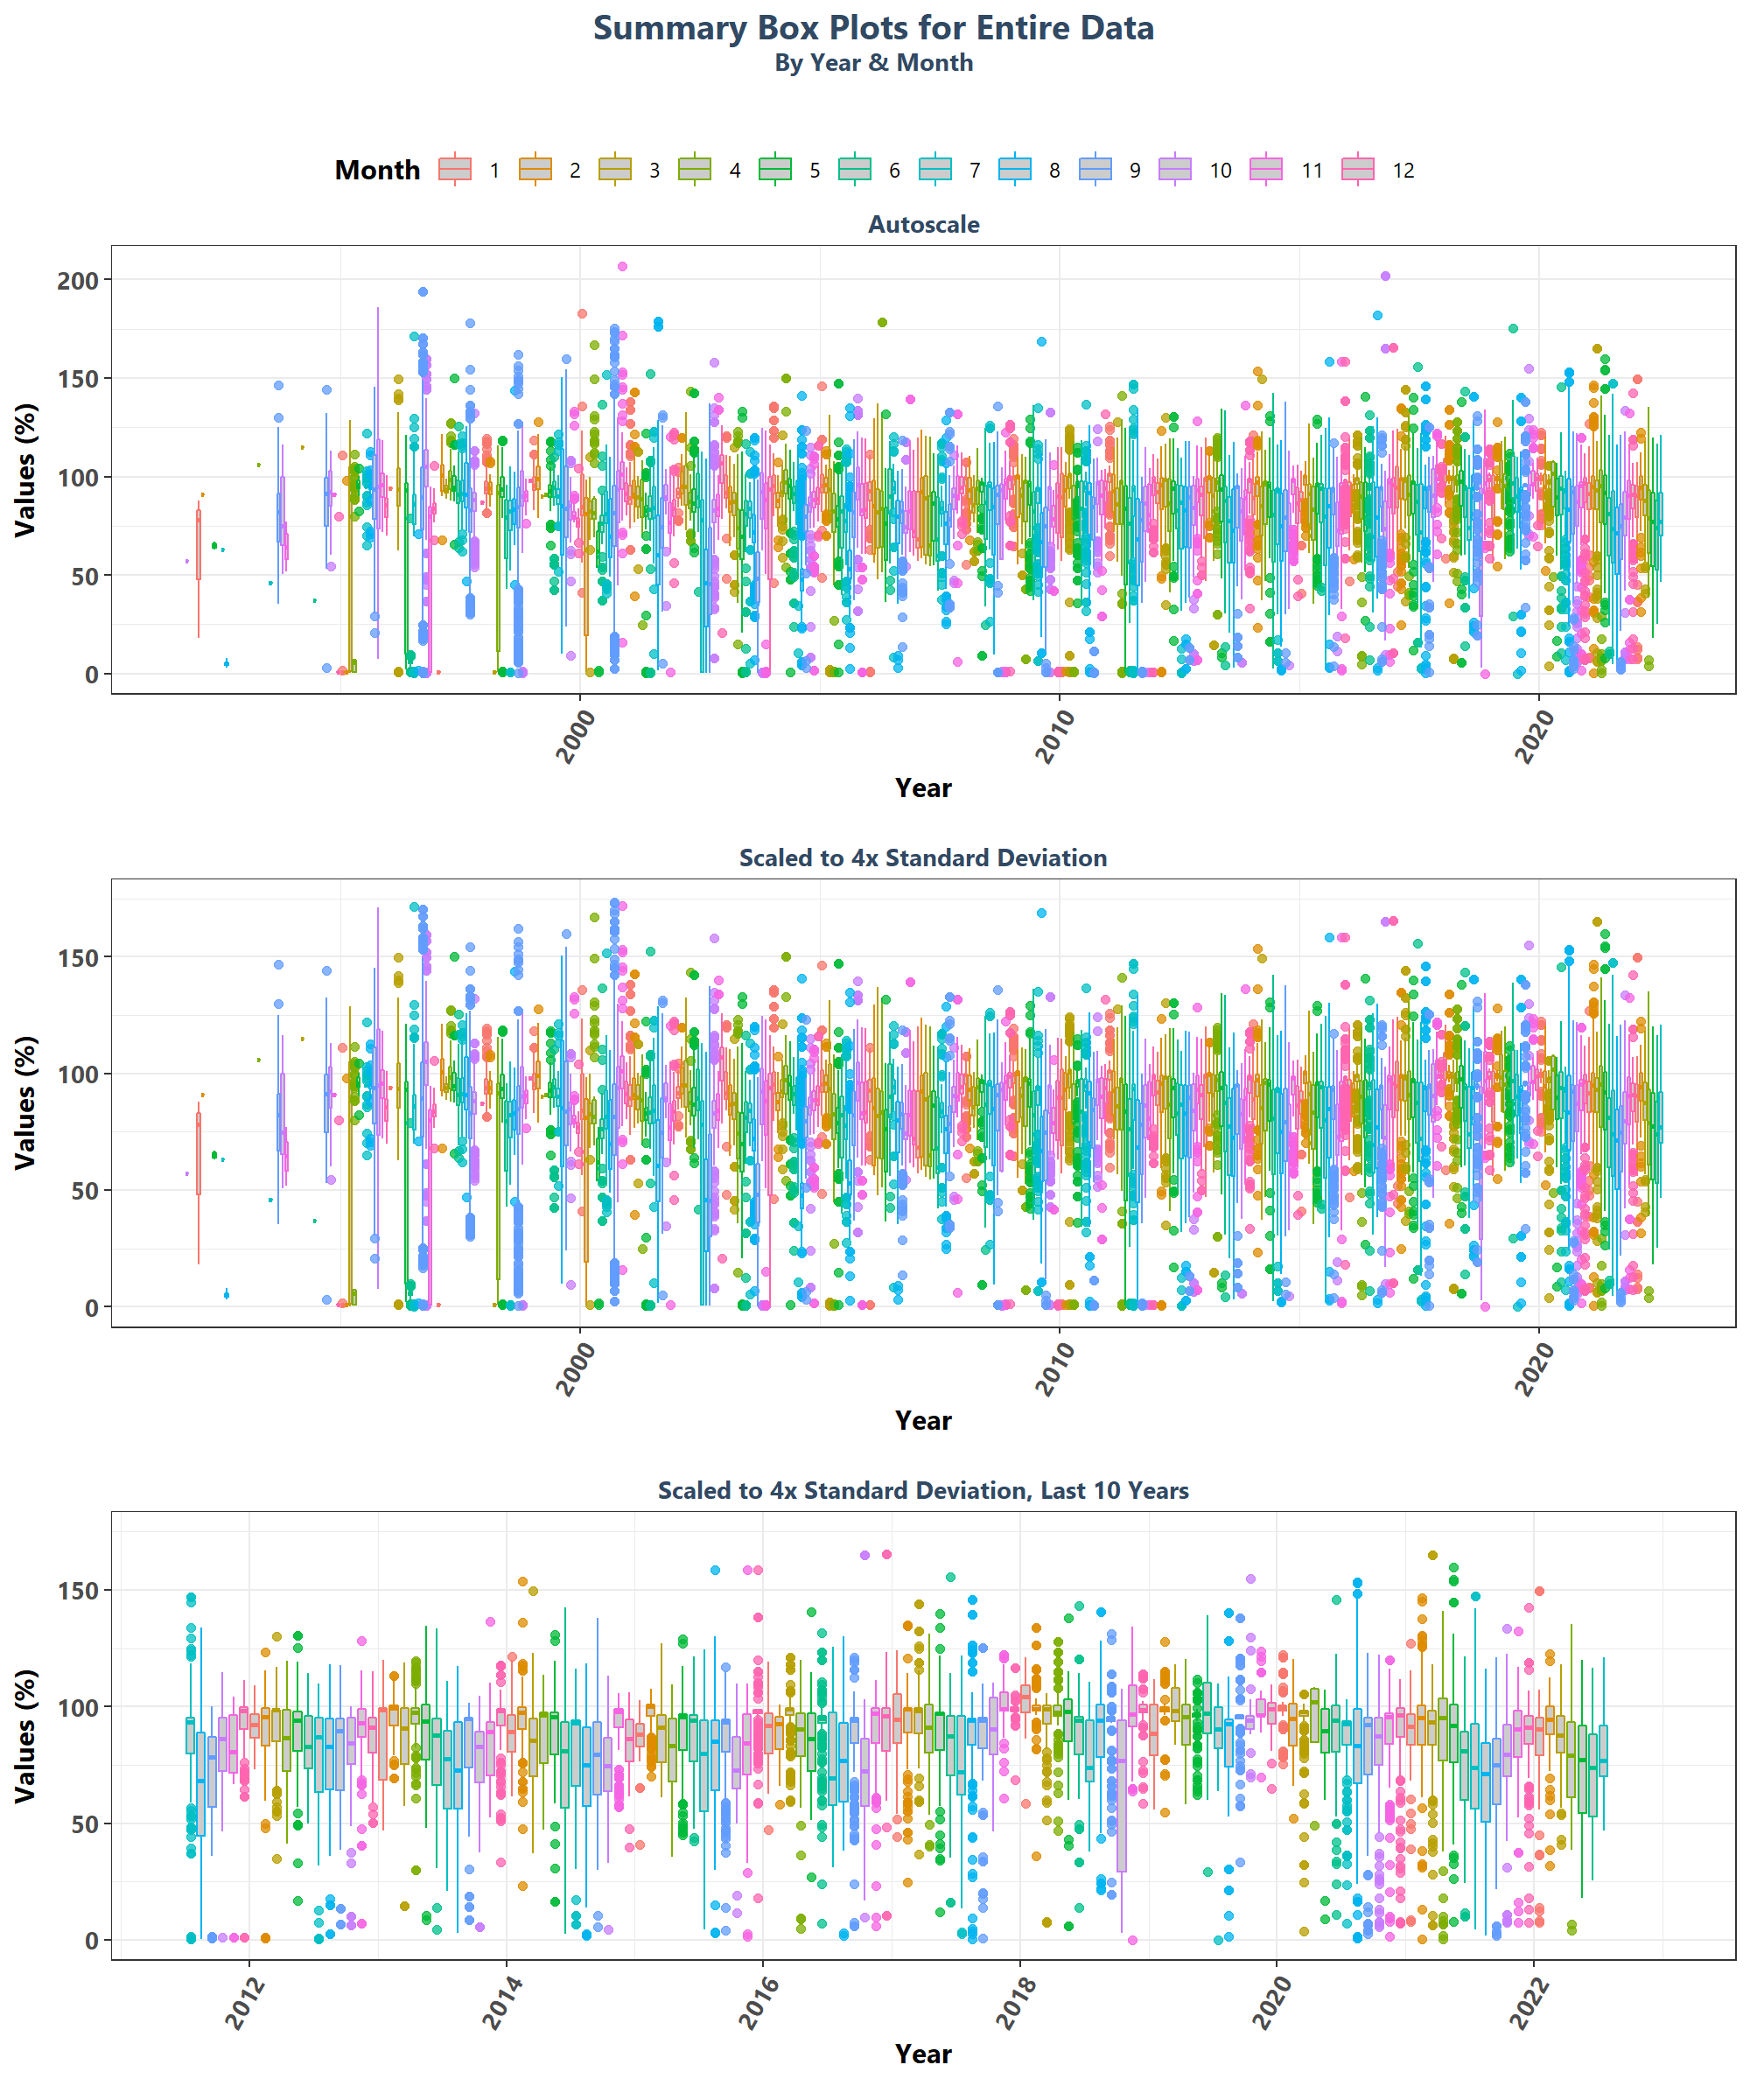 Summary Box Plots for Entire Data
By Year & Month
Month 1 2 3 4 5 6 7 8 9 10 11 12
Autoscale
Values (%)
200
150
100
50
0
2000 2010 2020
Year
Scaled to 4x Standard Deviation
Values (%)
150
100
50
0
2000 2010 2020
Year
Scaled to 4x Standard Deviation, Last 10 Years
Values (%)
150
100
50
0
2012 2014 2016 2018 2020 2022
Year